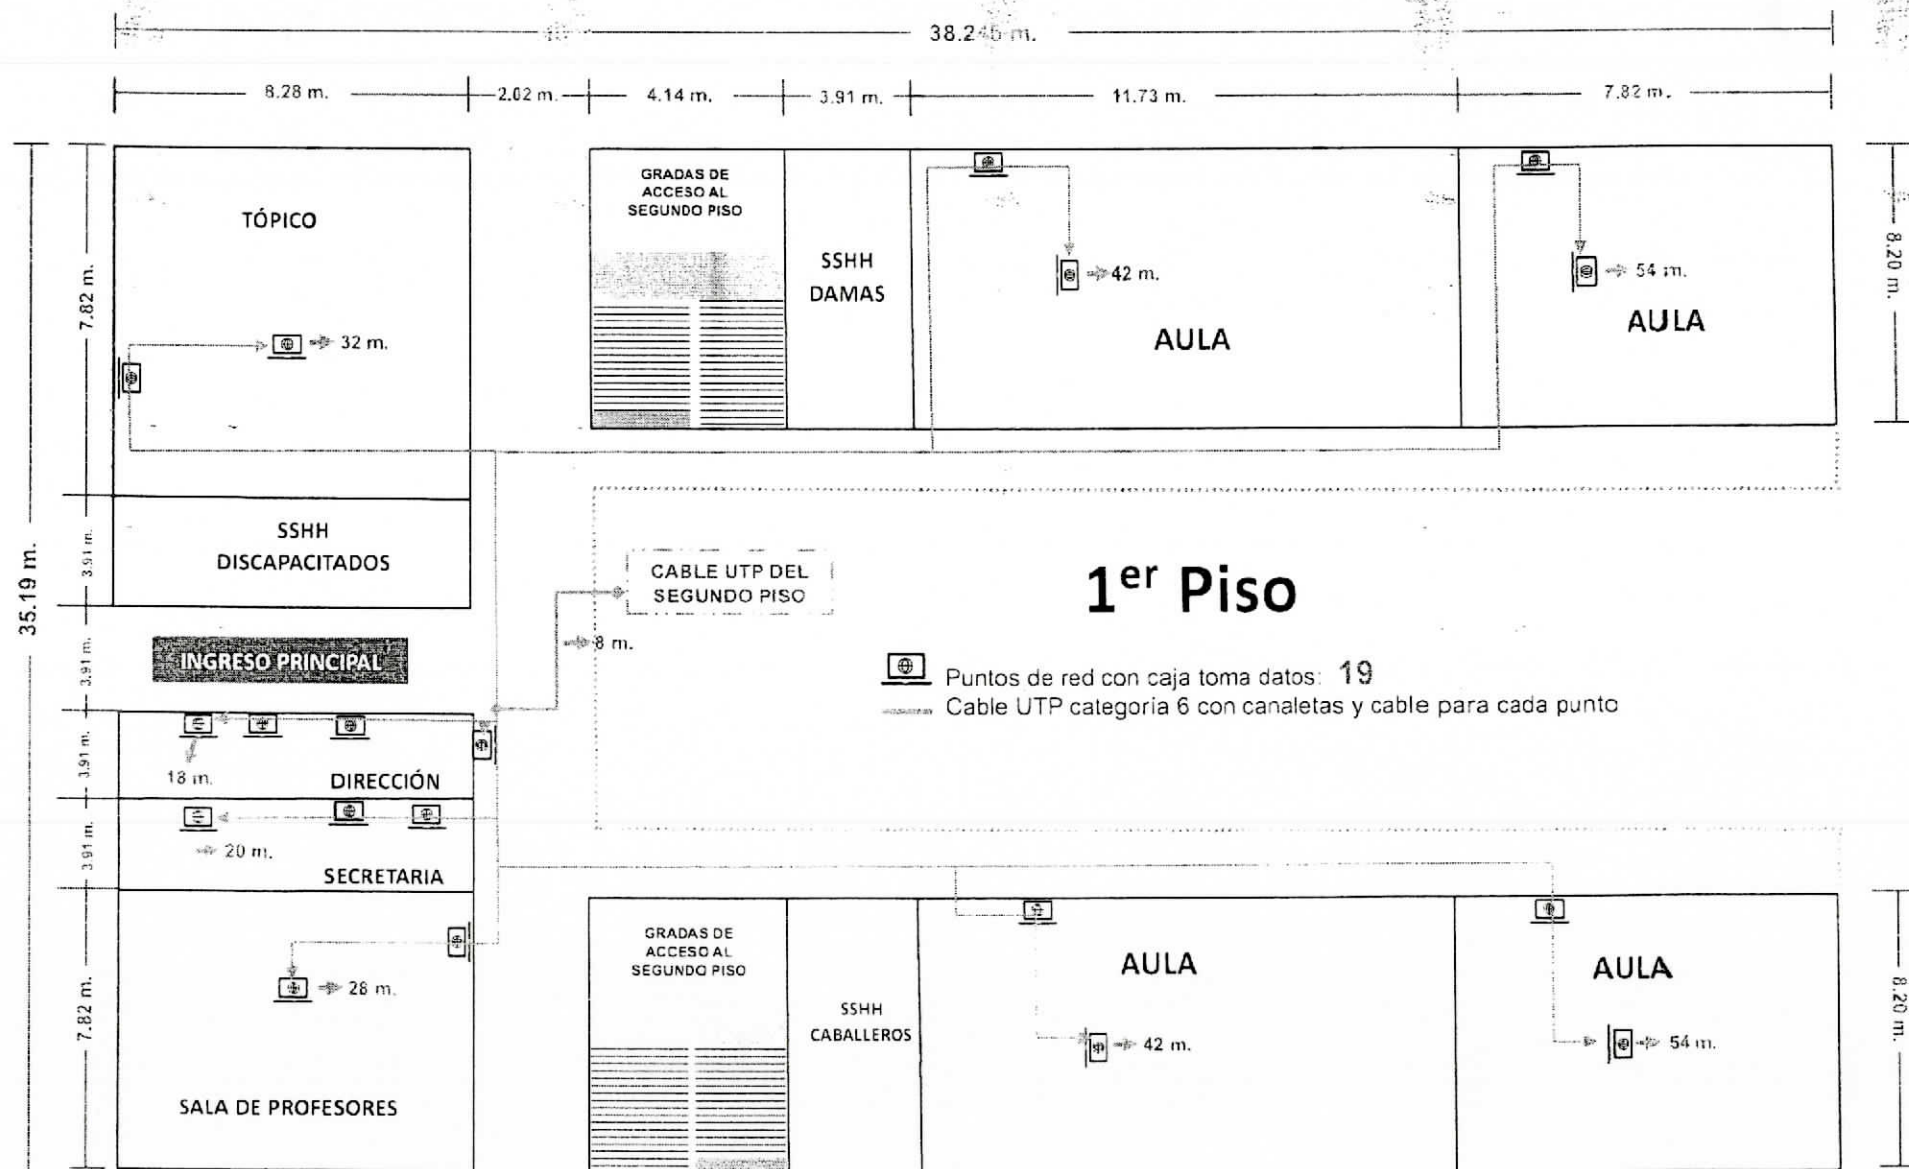 8.28 m.
2.02 m.
4.14 m.
3.91 m.
11.73 m.
7.82 m.
35.19 m.
7.82 m.
3.91 m.
3.91 m.
3.91 m.
3.91 m.
7.82 m.
8.20 m.
8.20 m.
TÓPICO
32 m.
GRADAS DE
ACCESO AL
SEGUNDO PISO
SSHH
DAMAS
42 m.
AULA
54 m.
AULA
SSHH
DISCAPACITADOS
CABLE UTP DEL
SEGUNDO PISO
8 m.
1er Piso
INGRESO PRINCIPAL
Puntos de red con caja toma datos: 19
Cable UTP categoria 6 con canaletas y cable para cada punto
18 m.
DIRECCIÓN
20 m.
SECRETARIA
28 m.
SALA DE PROFESORES
GRADAS DE
ACCESO AL
SEGUNDO PISO
SSHH
CABALLEROS
AULA
42 m.
AULA
54 m.